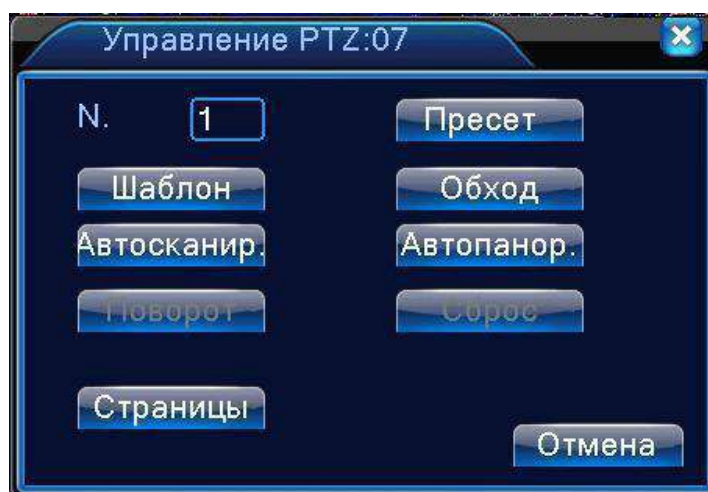 Управление PTZ:07
N. 1 Пресет
Шаблон Обход
Автосканир. Автопанор.
Поворот Сброс
Страницы
Отмена